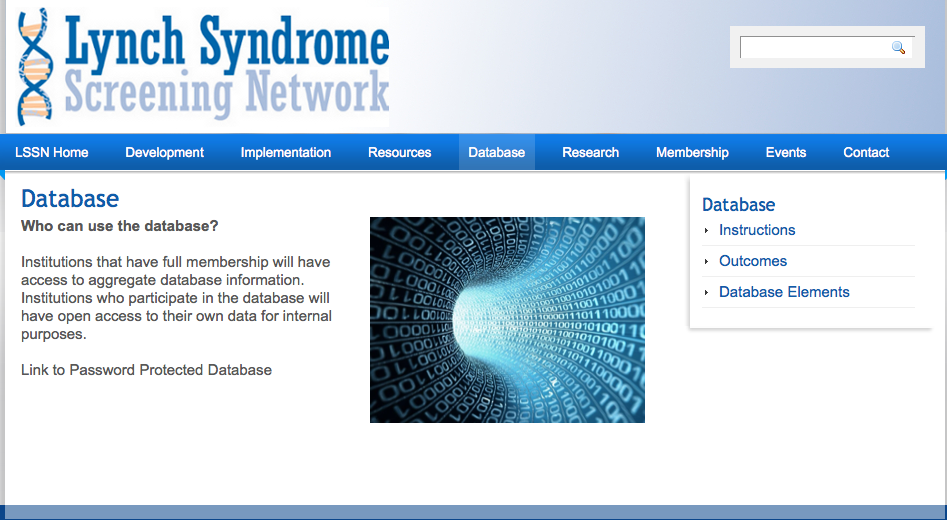 Lynch Syndrome
Screening Network
LSSN Home
Development
Implementation
Resources
Database
Research
Membership
Events
Contact
Database
Who can use the database?
Institutions that have full membership will have
access to aggregate database information.
Institutions who participate in the database will
have open access to their own data for internal
purposes.
Link to Password Protected Database
Database
Instructions
Outcomes
Database Elements